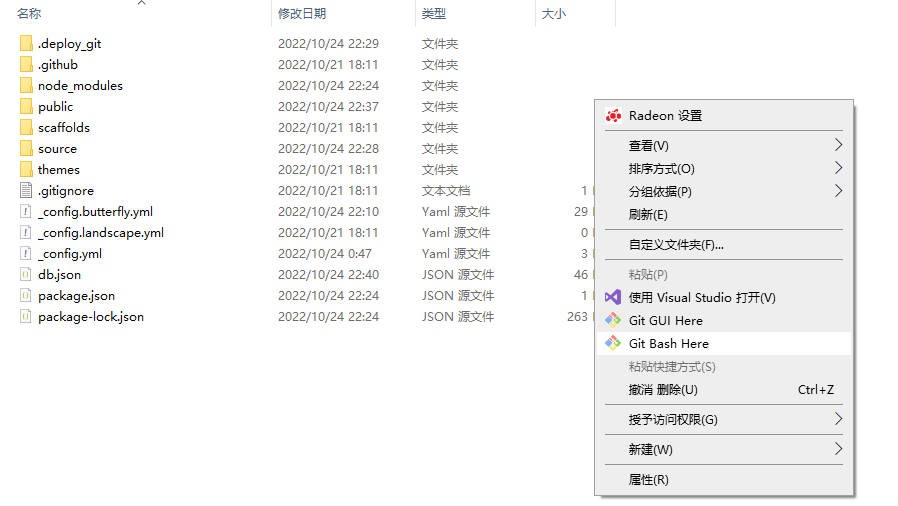 名称 修改日期 类型 大小
.deploy_git 2022/10/24 22:29 文件夹
.github 2022/10/21 18:11 文件夹
node_modules 2022/10/24 22:24 文件夹
public 2022/10/24 22:37 文件夹
scaffolds 2022/10/21 18:11 文件夹
source 2022/10/24 22:28 文件夹
themes 2022/10/21 18:11 文件夹
.gitignore 2022/10/21 18:11 文本文档 1
_config.butterfly.yml 2022/10/24 22:10 Yaml 源文件 29
_config.landscape.yml 2022/10/21 18:11 Yaml 源文件 0
_config.yml 2022/10/24 0:47 Yaml 源文件 3
db.json 2022/10/24 22:40 JSON 源文件 46
package.json 2022/10/24 22:24 JSON 源文件 1
package-lock.json 2022/10/24 22:24 JSON 源文件 263
Radeon 设置
查看(V)
排序方式(O)
分组依据(P)
刷新(E)
自定义文件夹(F)...
粘贴(P)
使用 Visual Studio 打开(V)
Git GUI Here
Git Bash Here
粘贴快捷方式(S)
撤消 删除(U) Ctrl+Z
授予访问权限(G)
新建(W)
属性(R)